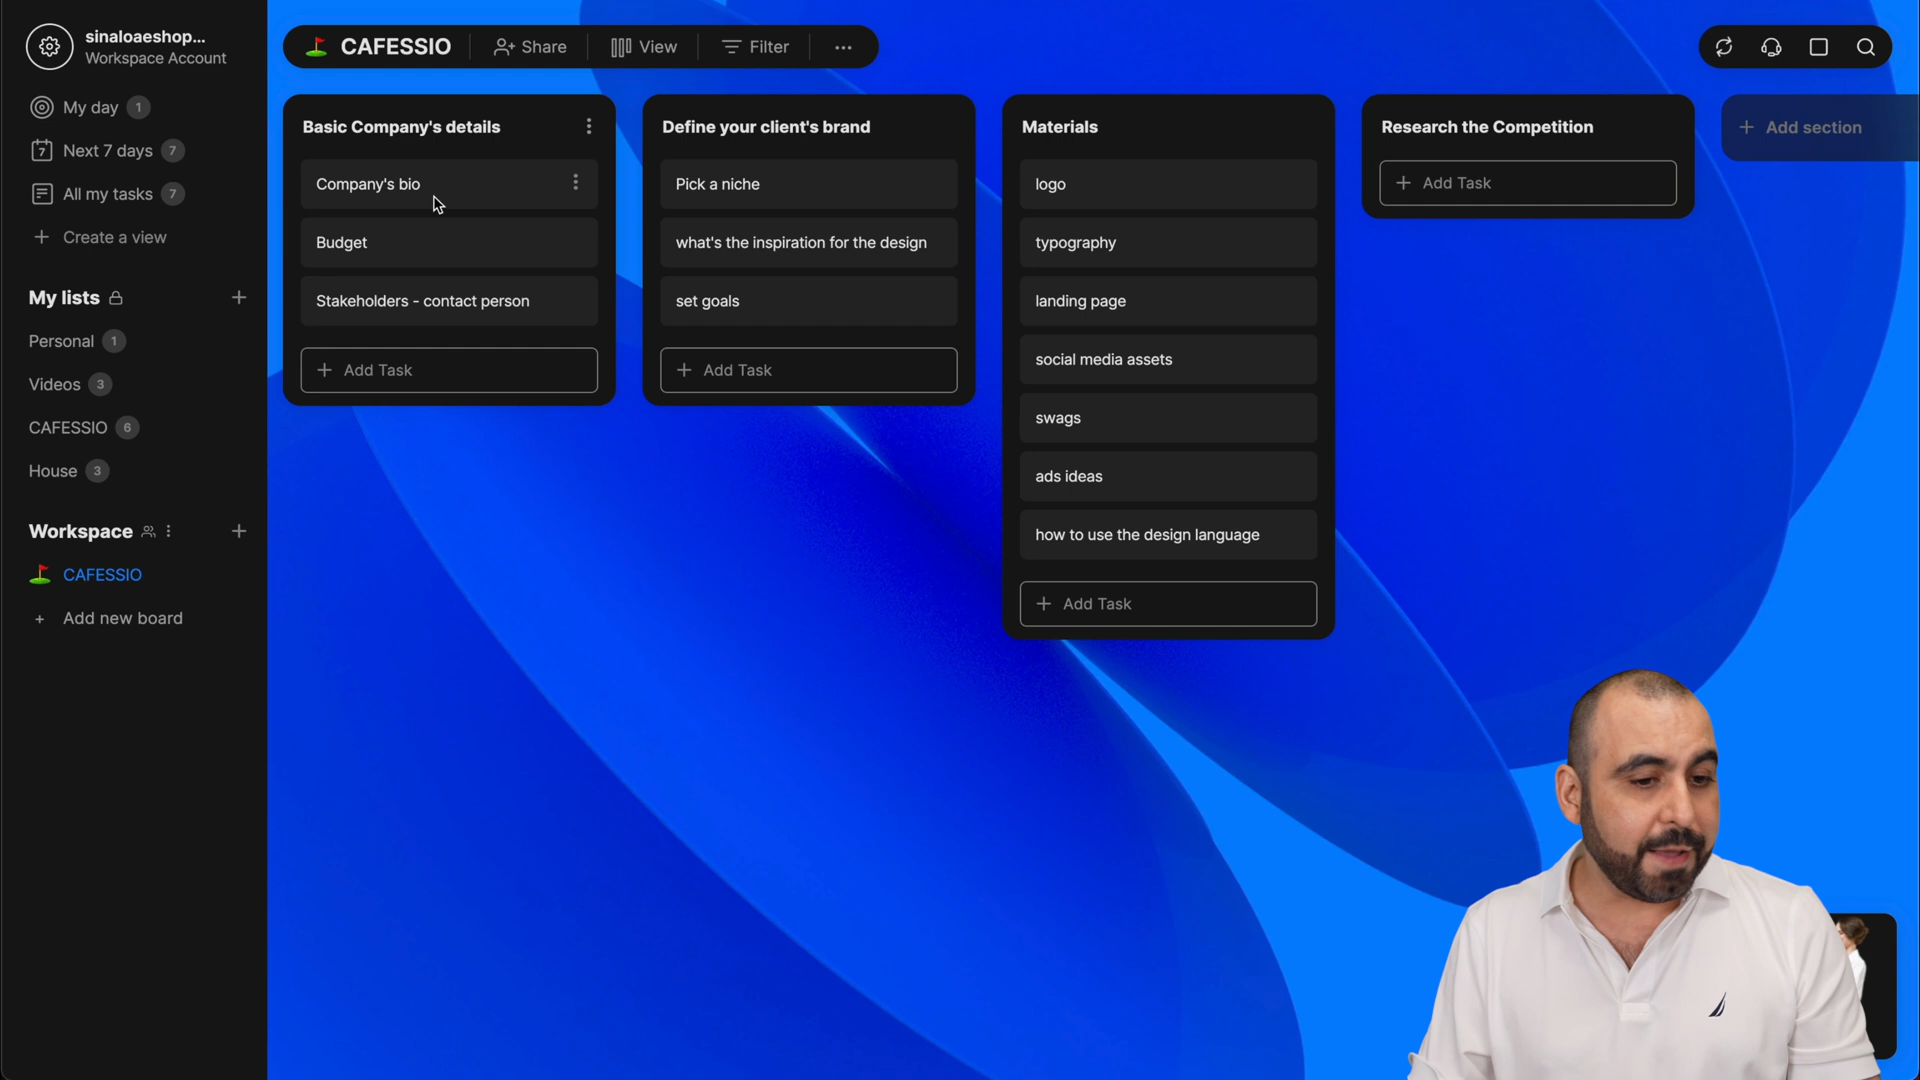 sinaloaeshop...
Workspace Account
My day 1
7 Next 7 days 7
All my tasks 7
+ Create a view
My lists +
Personal 1
Videos 3
CAFESSIO 6
House 3
Workspace +
CAFESSIO
+ Add new board
CAFESSIO Share View Filter ...
Basic Company's details
Company's bio
Budget
Stakeholders - contact person
+ Add Task
Define your client's brand
Pick a niche
what's the inspiration for the design
set goals
+ Add Task
Materials
logo
typography
landing page
social media assets
swags
ads ideas
how to use the design language
+ Add Task
Research the Competition
+ Add Task
+ Add section